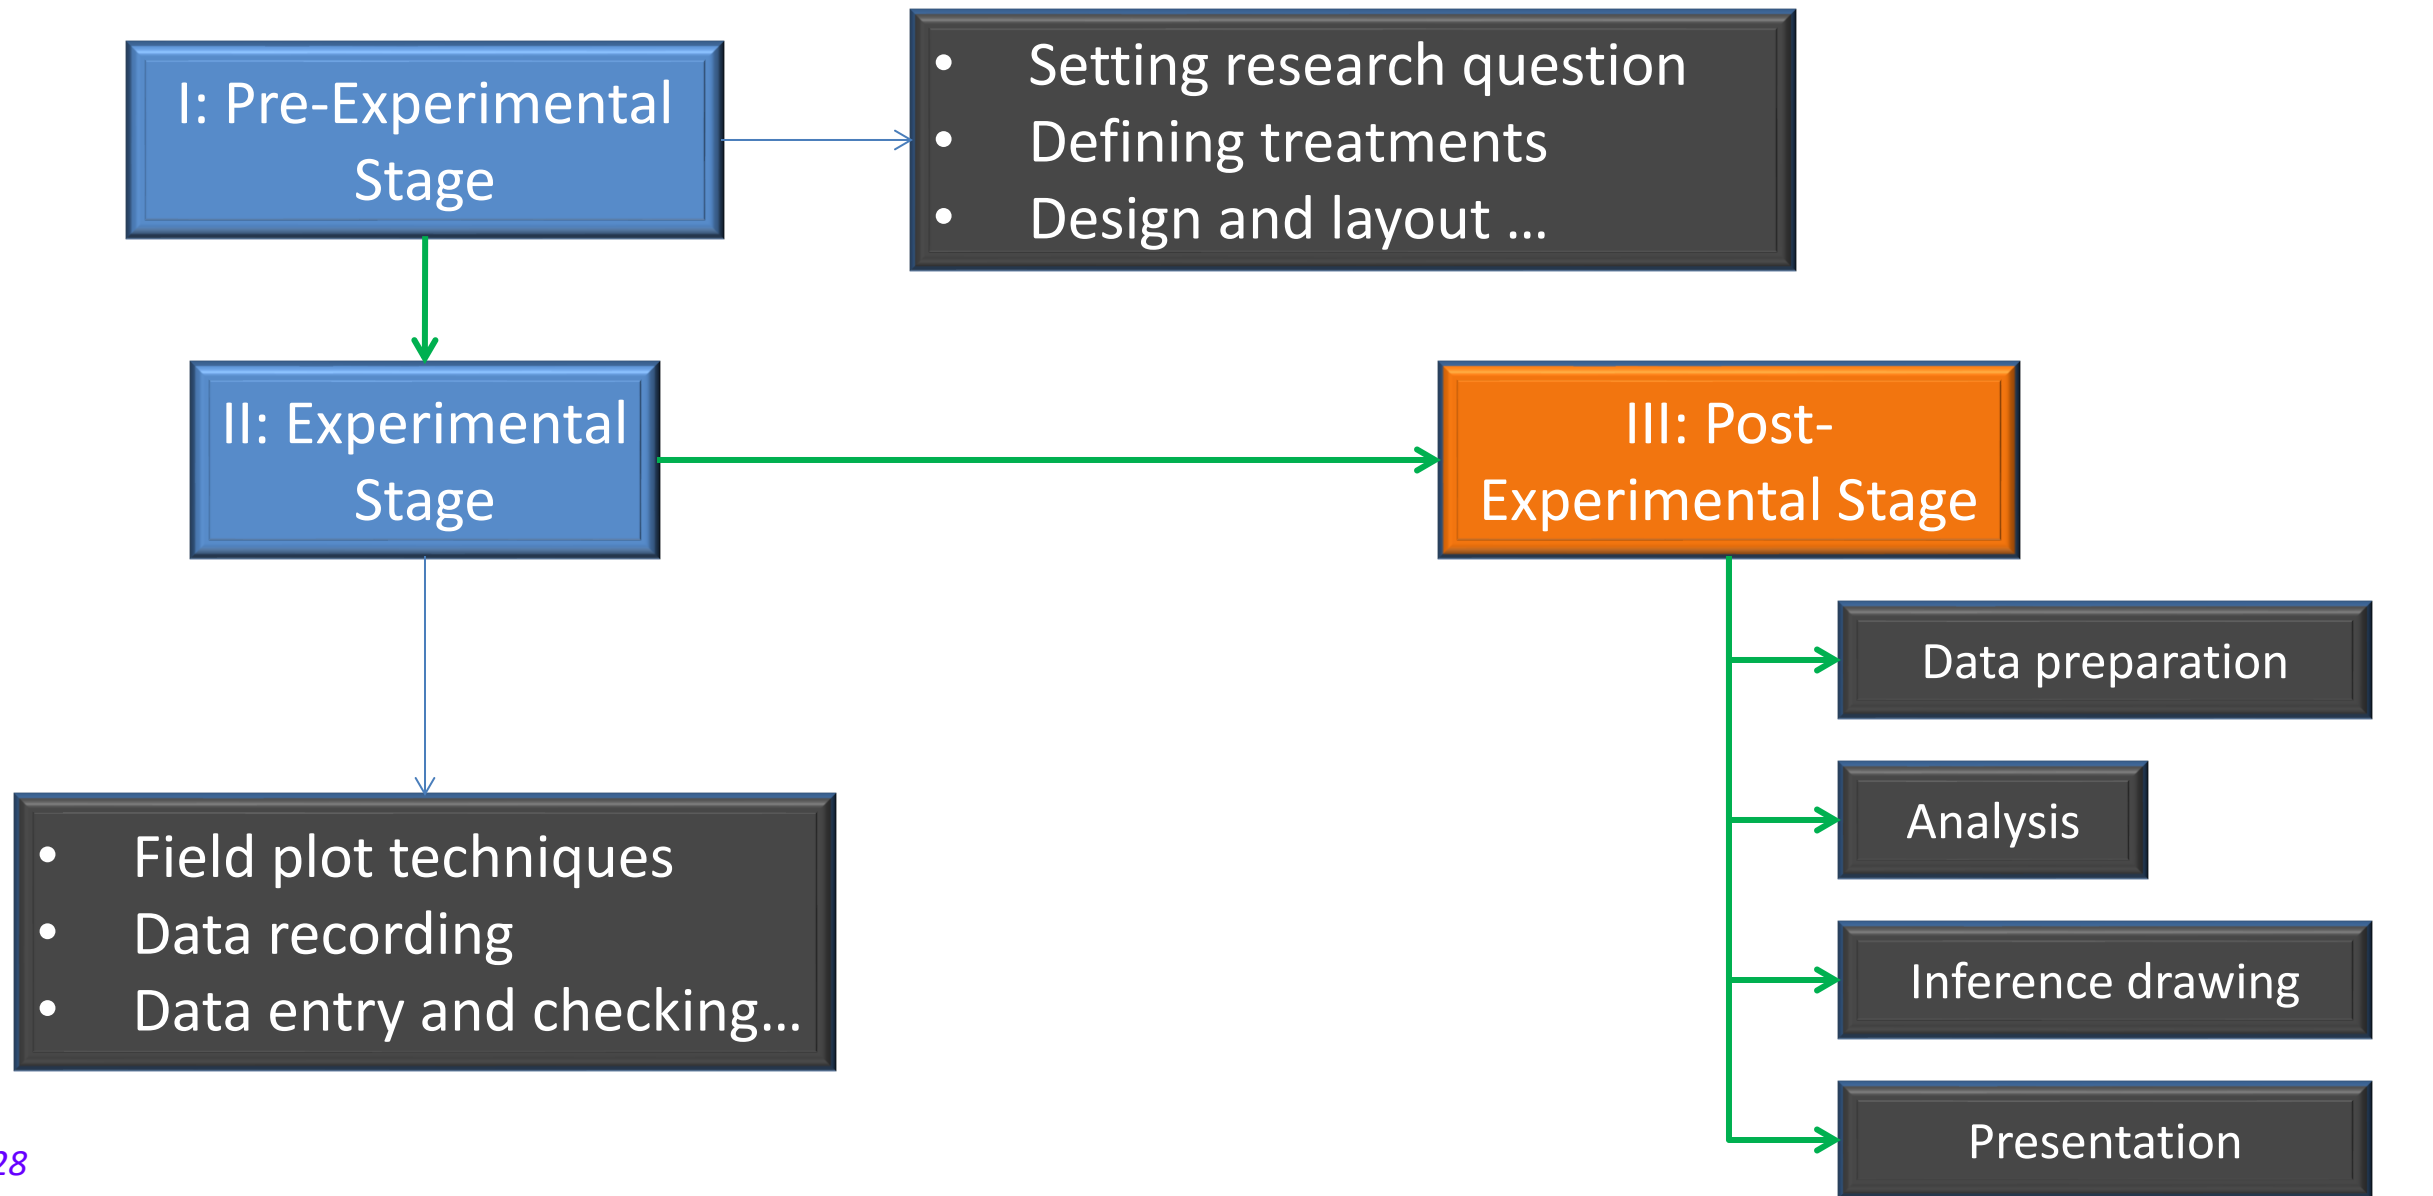 I: Pre-Experimental
Stage
• Setting research question
• Defining treatments
• Design and layout ...
II: Experimental
Stage
III: Post-
Experimental Stage
• Field plot techniques
• Data recording
• Data entry and checking...
Data preparation
Analysis
Inference drawing
Presentation
28